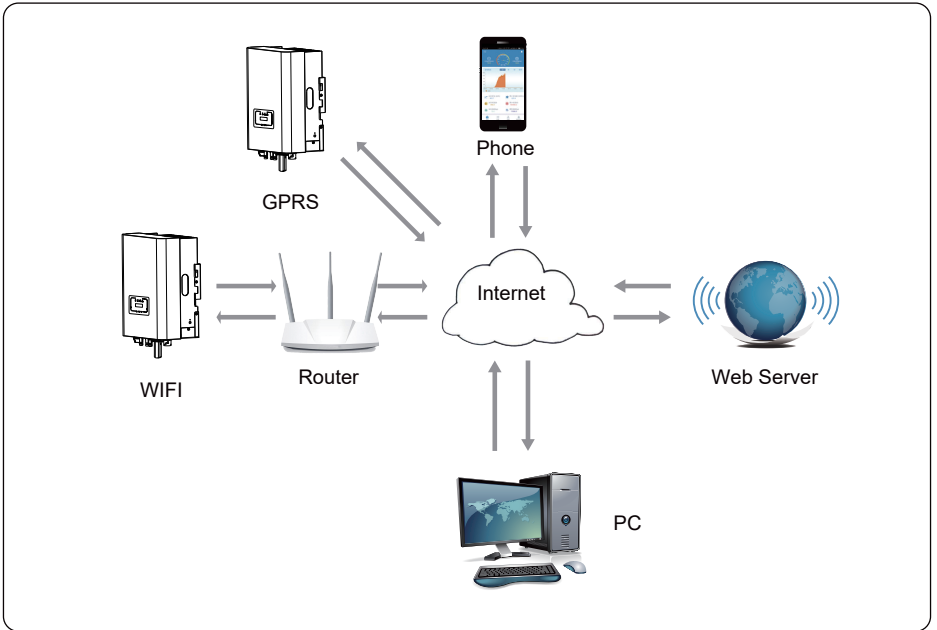 Phone
GPRS
Internet
WIFI
Router
Web Server
PC